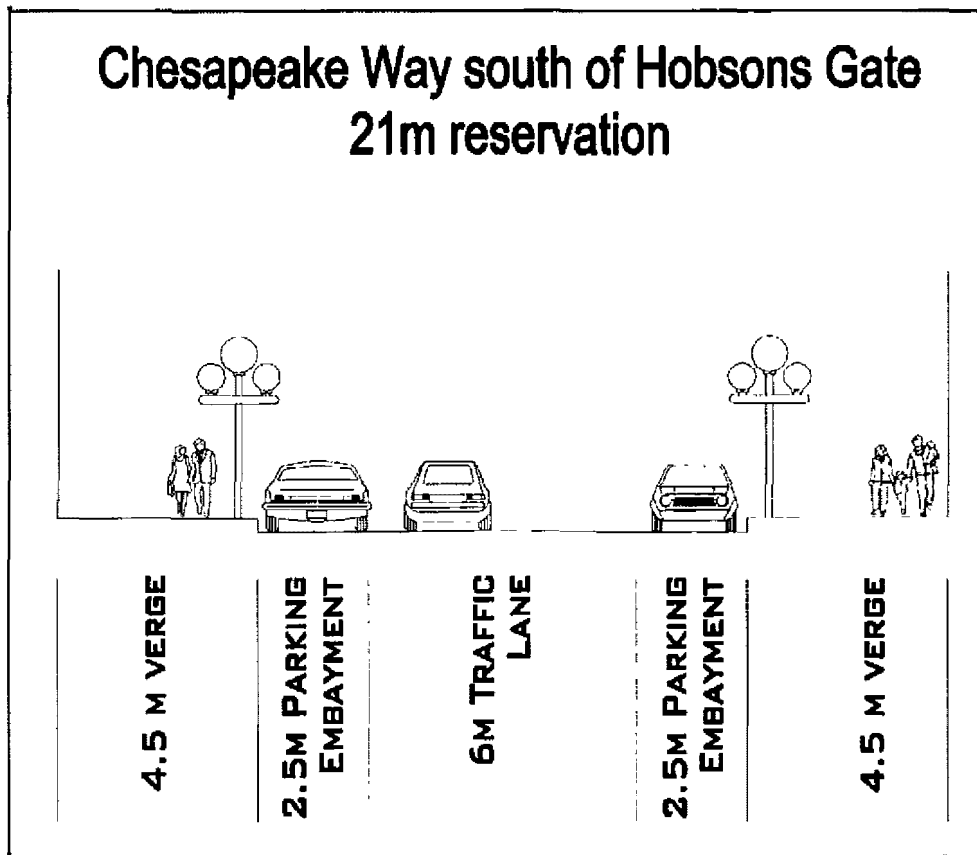 Chesapeake Way south of Hobsons Gate
21m reservation
4.5 M VERGE
2.5M PARKING
EMBAYMENT
6M TRAFFIC
LANE
2.5M PARKING
EMBAYMENT
4.5 M VERGE